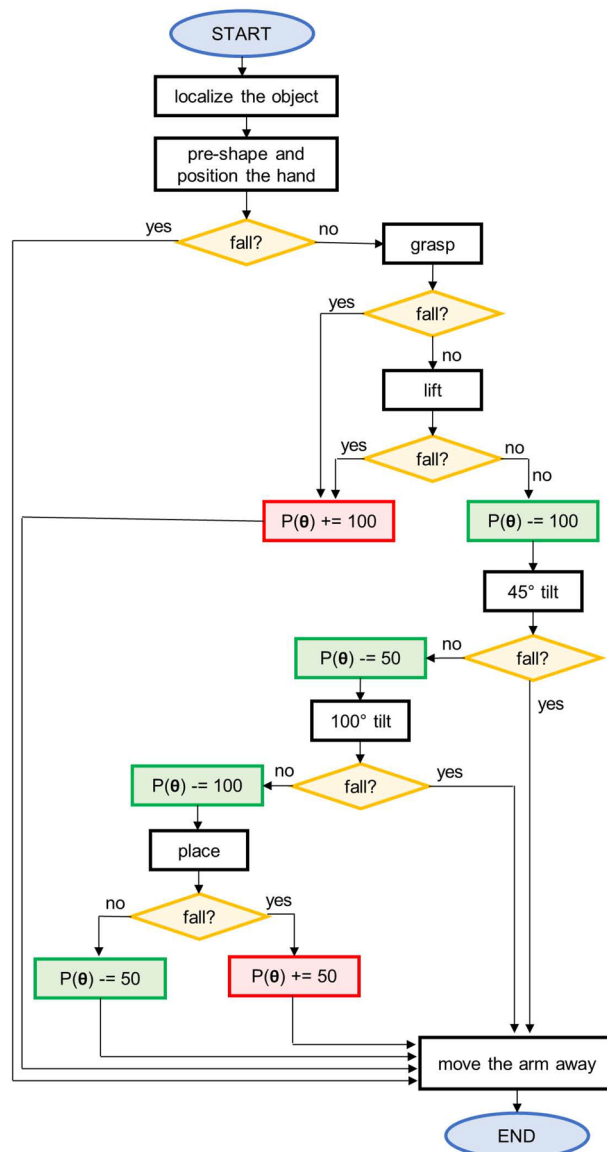 START
localize the object
pre-shape and
position the hand
yes
fall?
no
grasp
yes
fall?
no
lift
yes
fall?
no
no
P(θ) += 100
P(θ) -= 100
45° tilt
no
fall?
P(θ) -= 50
yes
100° tilt
no
fall?
yes
P(θ) -= 100
place
no
fall?
yes
P(θ) -= 50
P(θ) += 50
move the arm away
END